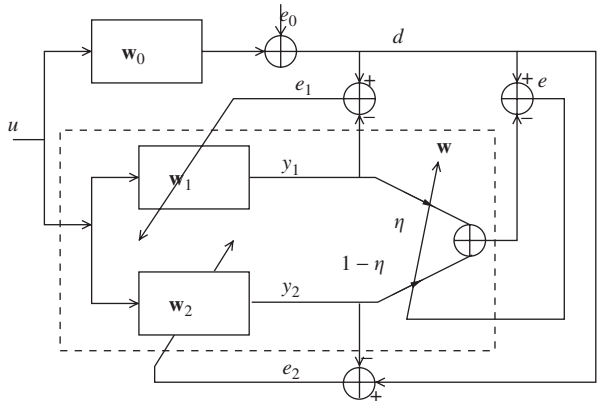 e₀
w₀
d
e₁
+
+
e
−
−
u
w
w₁
y₁
η
1 − η
w₂
y₂
−
e₂
+